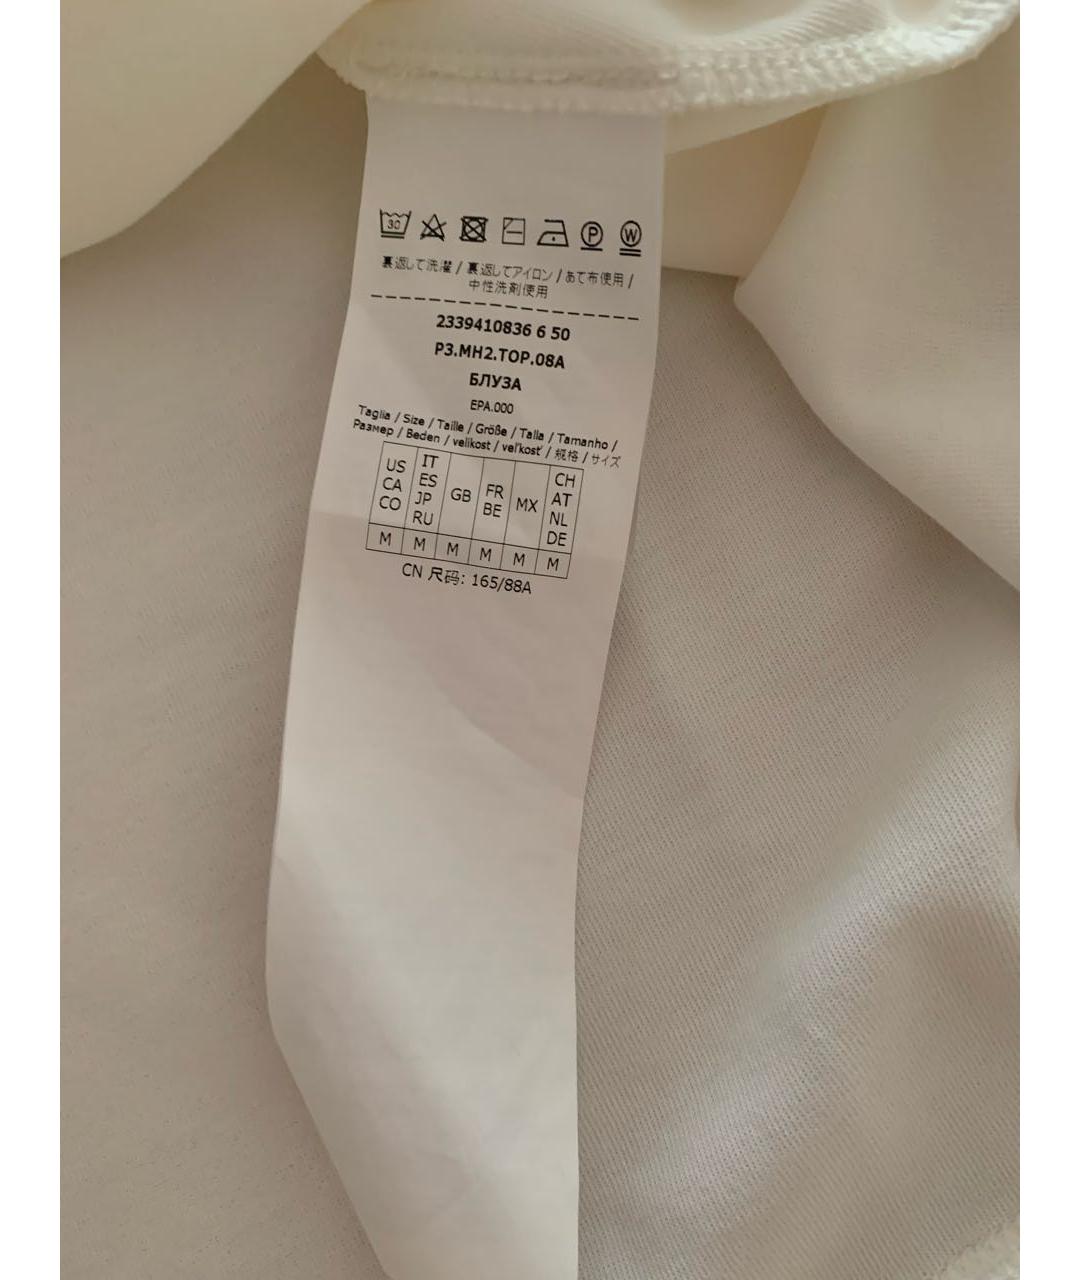 30 P W
裏返して洗濯 / 裏返してアイロン / あて布使用 /
中性洗剤使用
2339410836 6 50
P3.MH2.TOP.08A
БЛУЗА
EPA.000
Taglia / Size / Taille / Größe / Talla / Tamanho /
Размер / Beden / velikost / veľkosť / 規格 / サイズ
US CA CO IT ES JP RU GB FR BE MX CH AT NL DE
M M M M M M
CN 尺码: 165/88A